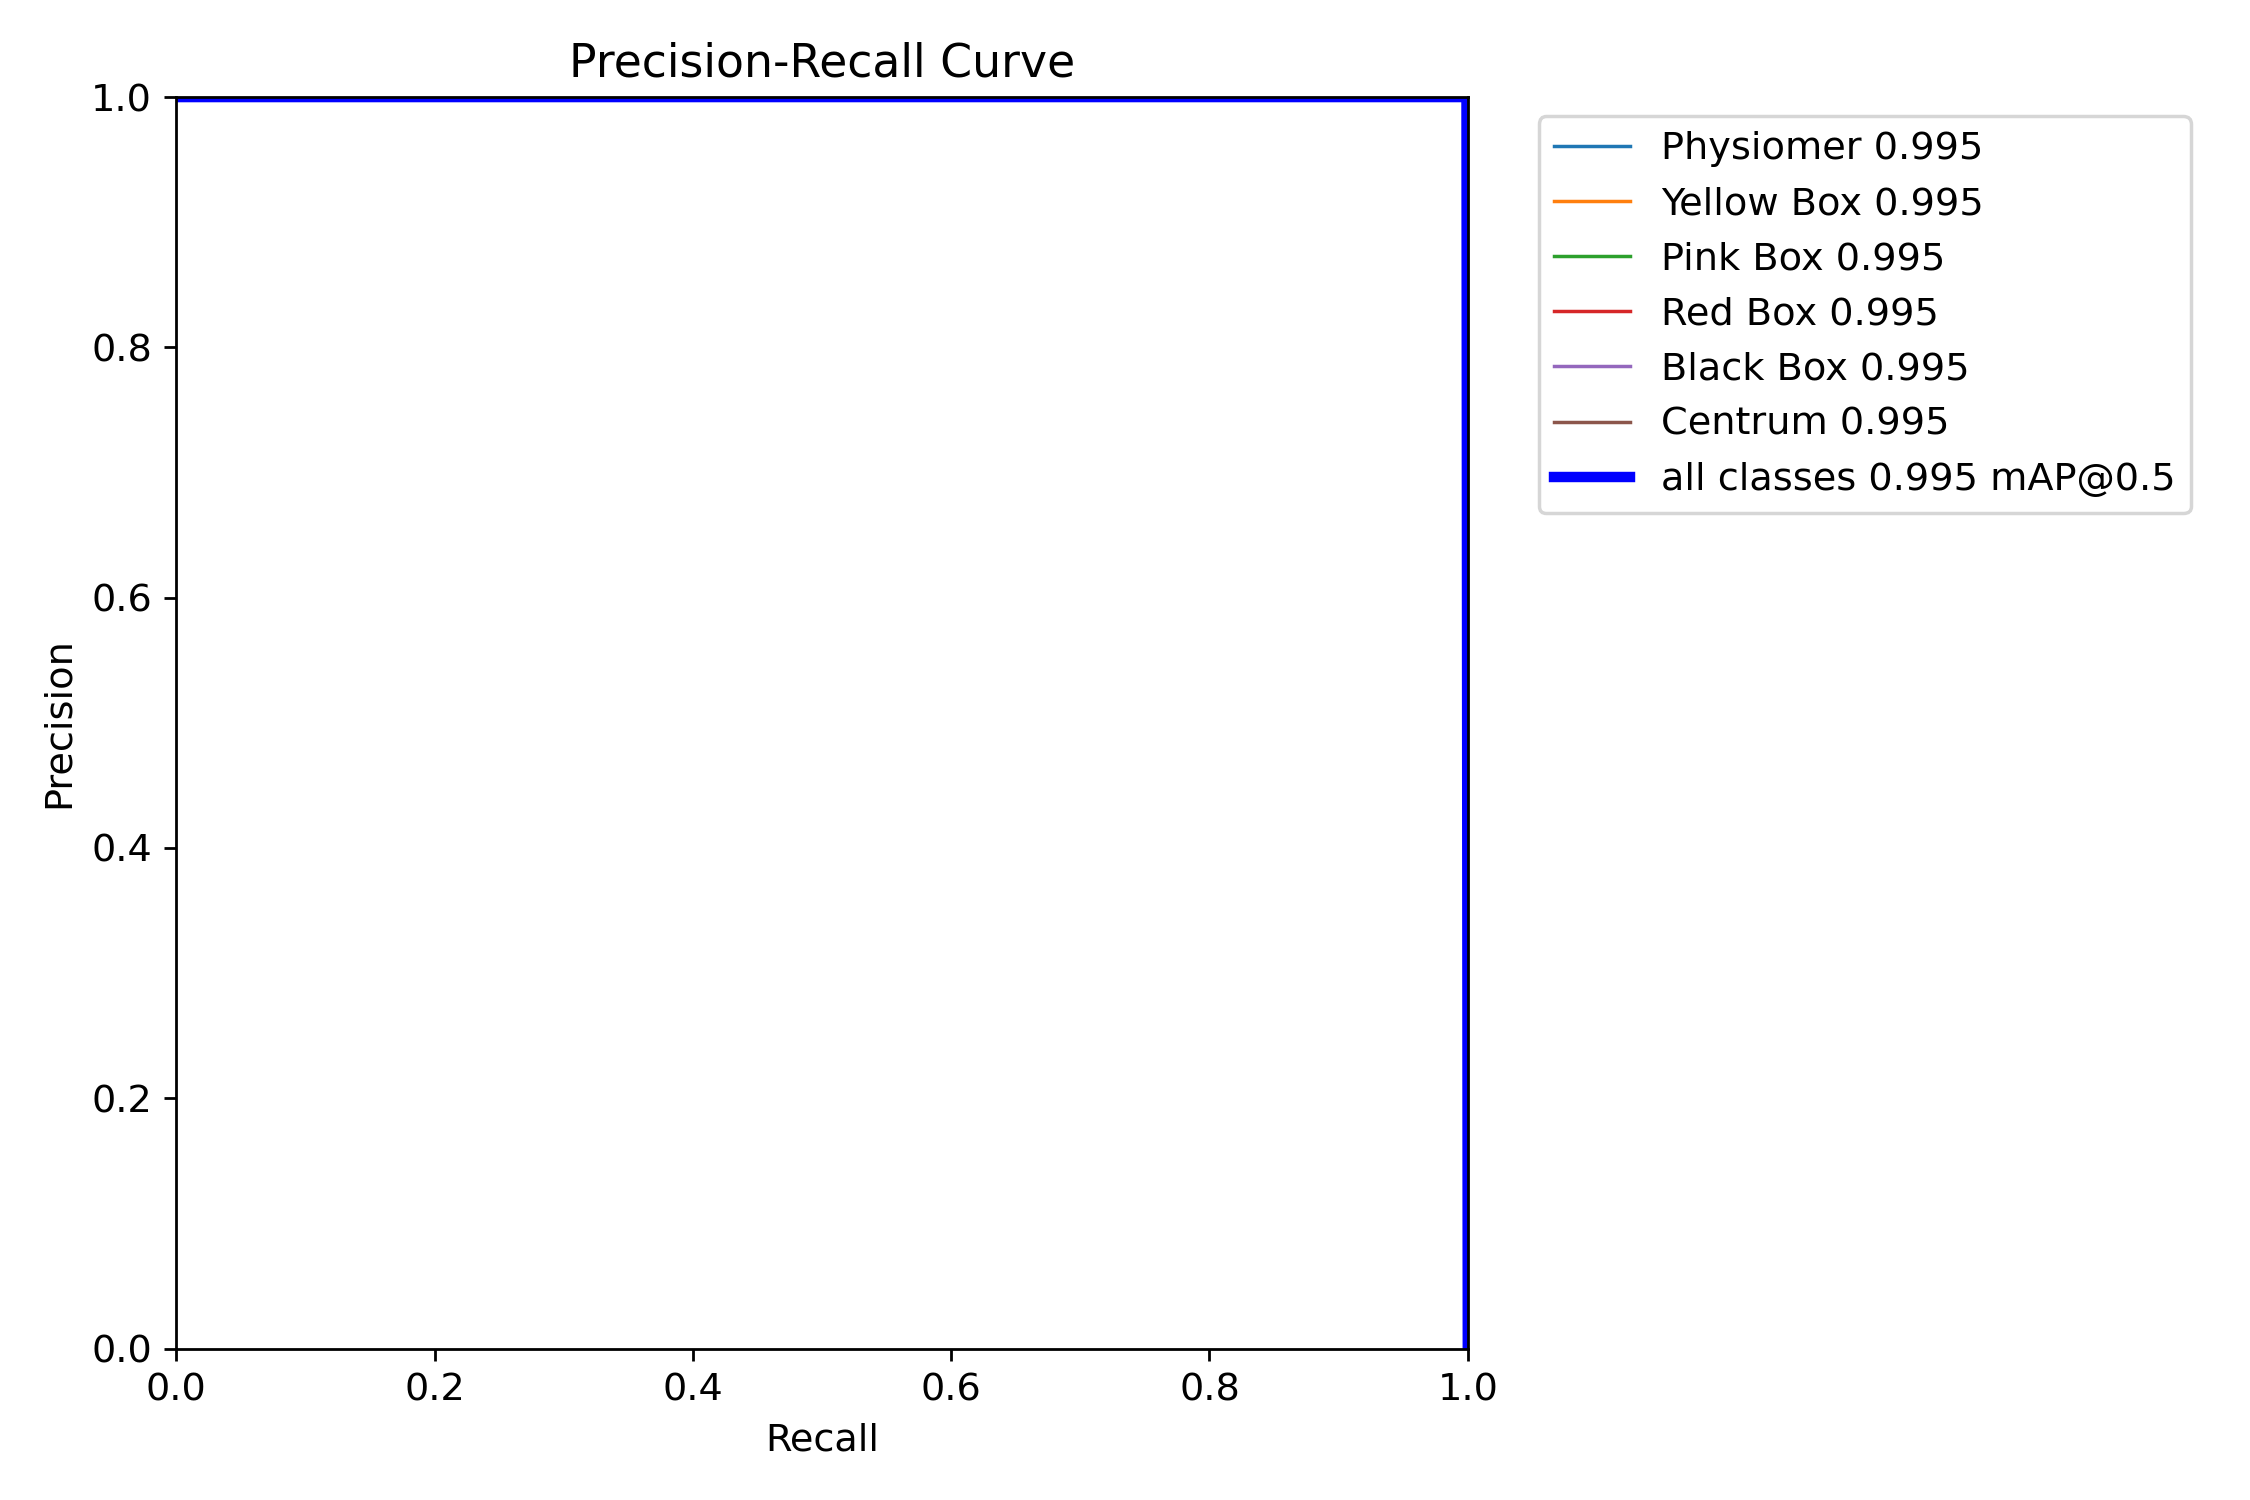 Precision-Recall Curve
1.0
0.8
0.6
0.4
0.2
0.0
Precision
0.0 0.2 0.4 0.6 0.8 1.0
Recall
Physiomer 0.995
Yellow Box 0.995
Pink Box 0.995
Red Box 0.995
Black Box 0.995
Centrum 0.995
all classes 0.995 mAP@0.5